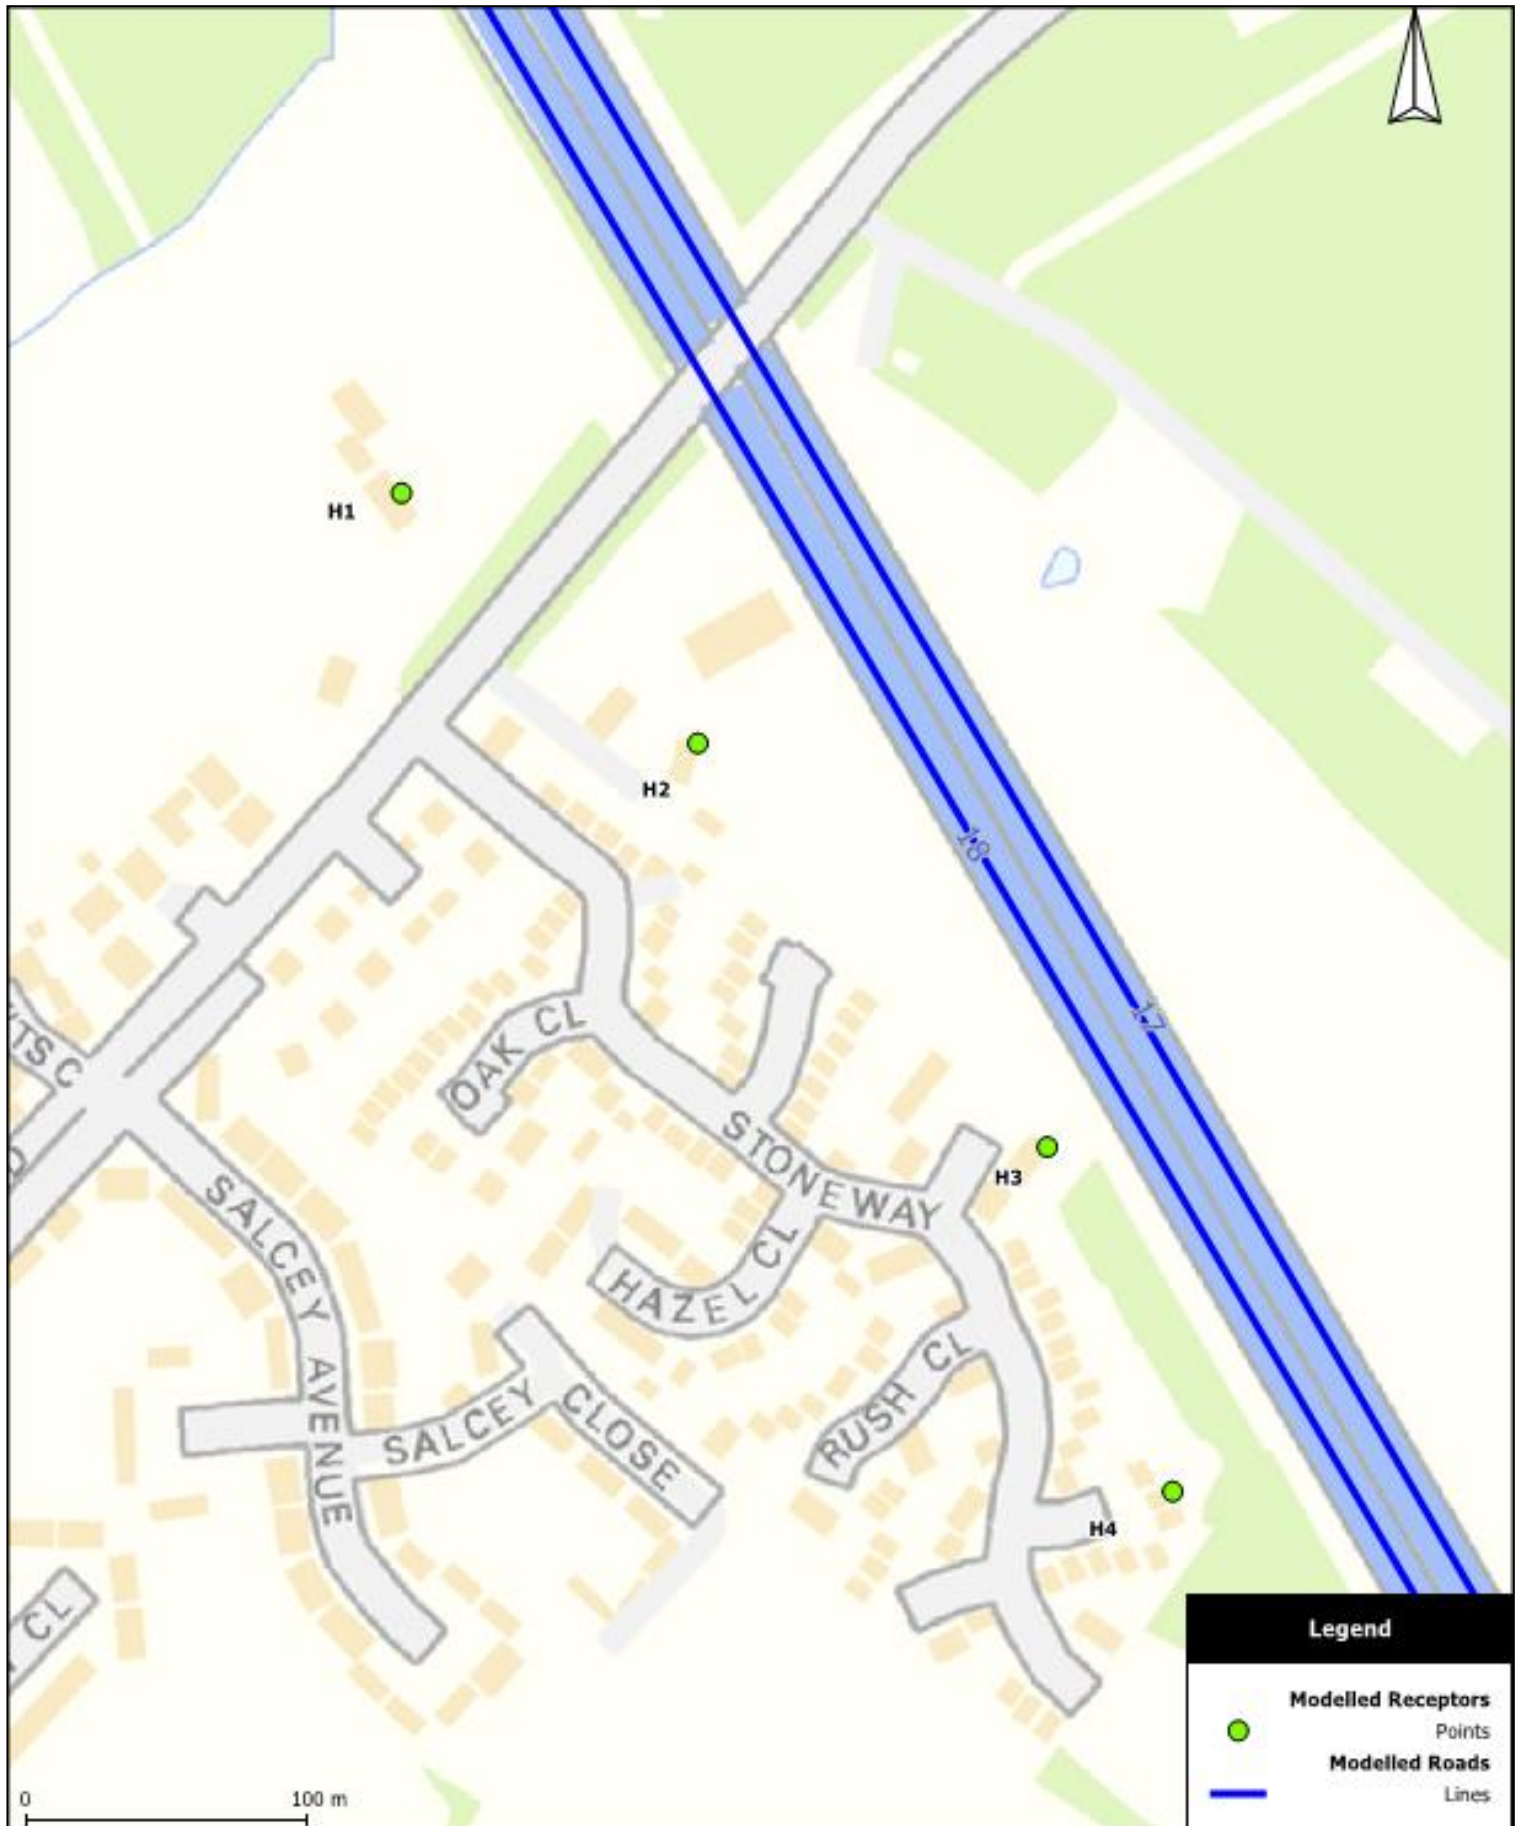 H1
H2
18
17
OAK CL
STONEWAY
H3
SALCEY AVENUE
HAZEL CL
RUSH CL
SALCEY CLOSE
H4
CL
Legend
Modelled Receptors
Points
Modelled Roads
Lines
0 100 m